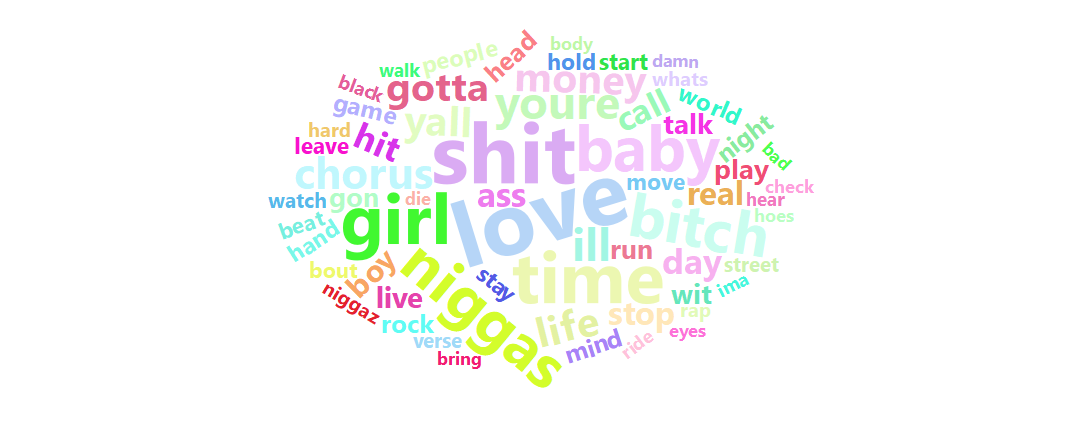 body
people
head
hold
start
damn
walk
black
gotta
money
whats
game
yall
youre
call
world
hard
hit
shit
baby
talk
night
leave
chorus
ass
move
real
play
bad
check
watch
gon
die
love
hear
beat
girl
bitch
hoes
hand
ill
run
day
street
bout
boy
niggas
stay
time
wit
ima
niggaz
live
life
stop
rap
rock
verse
mind
ride
eyes
bring